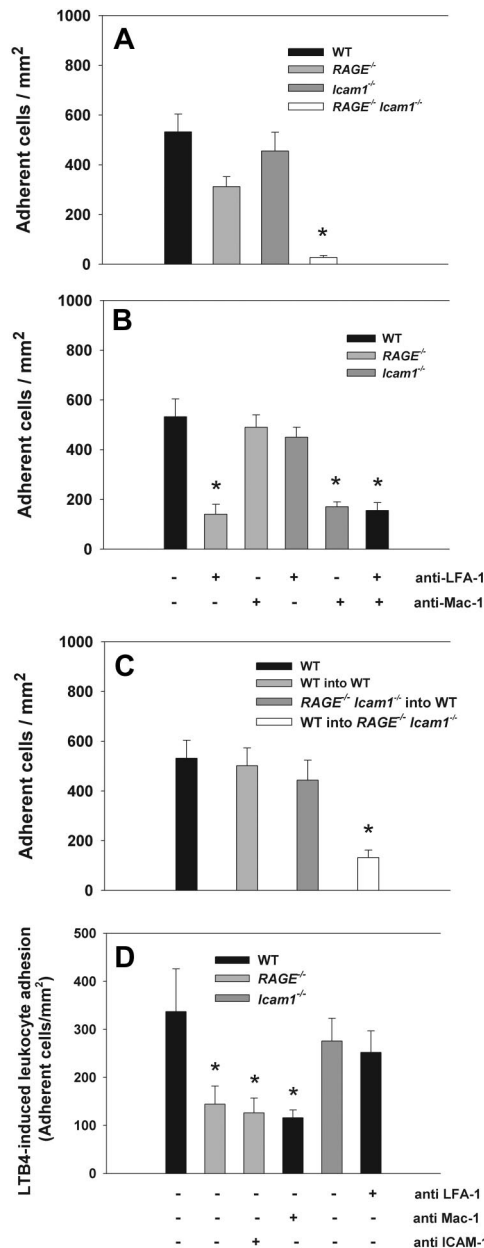 A
1000
800
600
400
200
0
Adherent cells / mm²
WT
RAGE-/-
Icam1-/-
RAGE-/- Icam1-/-
*
B
1000
800
600
400
200
0
Adherent cells / mm²
WT
RAGE-/-
Icam1-/-
* * *
- + - + - + anti-LFA-1
- - + - + + anti-Mac-1
C
1000
800
600
400
200
0
Adherent cells / mm²
WT
WT into WT
RAGE-/- Icam1-/- into WT
WT into RAGE-/- Icam1-/-
*
D
500
400
300
200
100
0
LTB4-induced leukocyte adhesion
(Adherent cells/mm²)
WT
RAGE-/-
Icam1-/-
* * *
- - - - - + anti LFA-1
- - - + - - anti Mac-1
- - + - - - anti ICAM-1